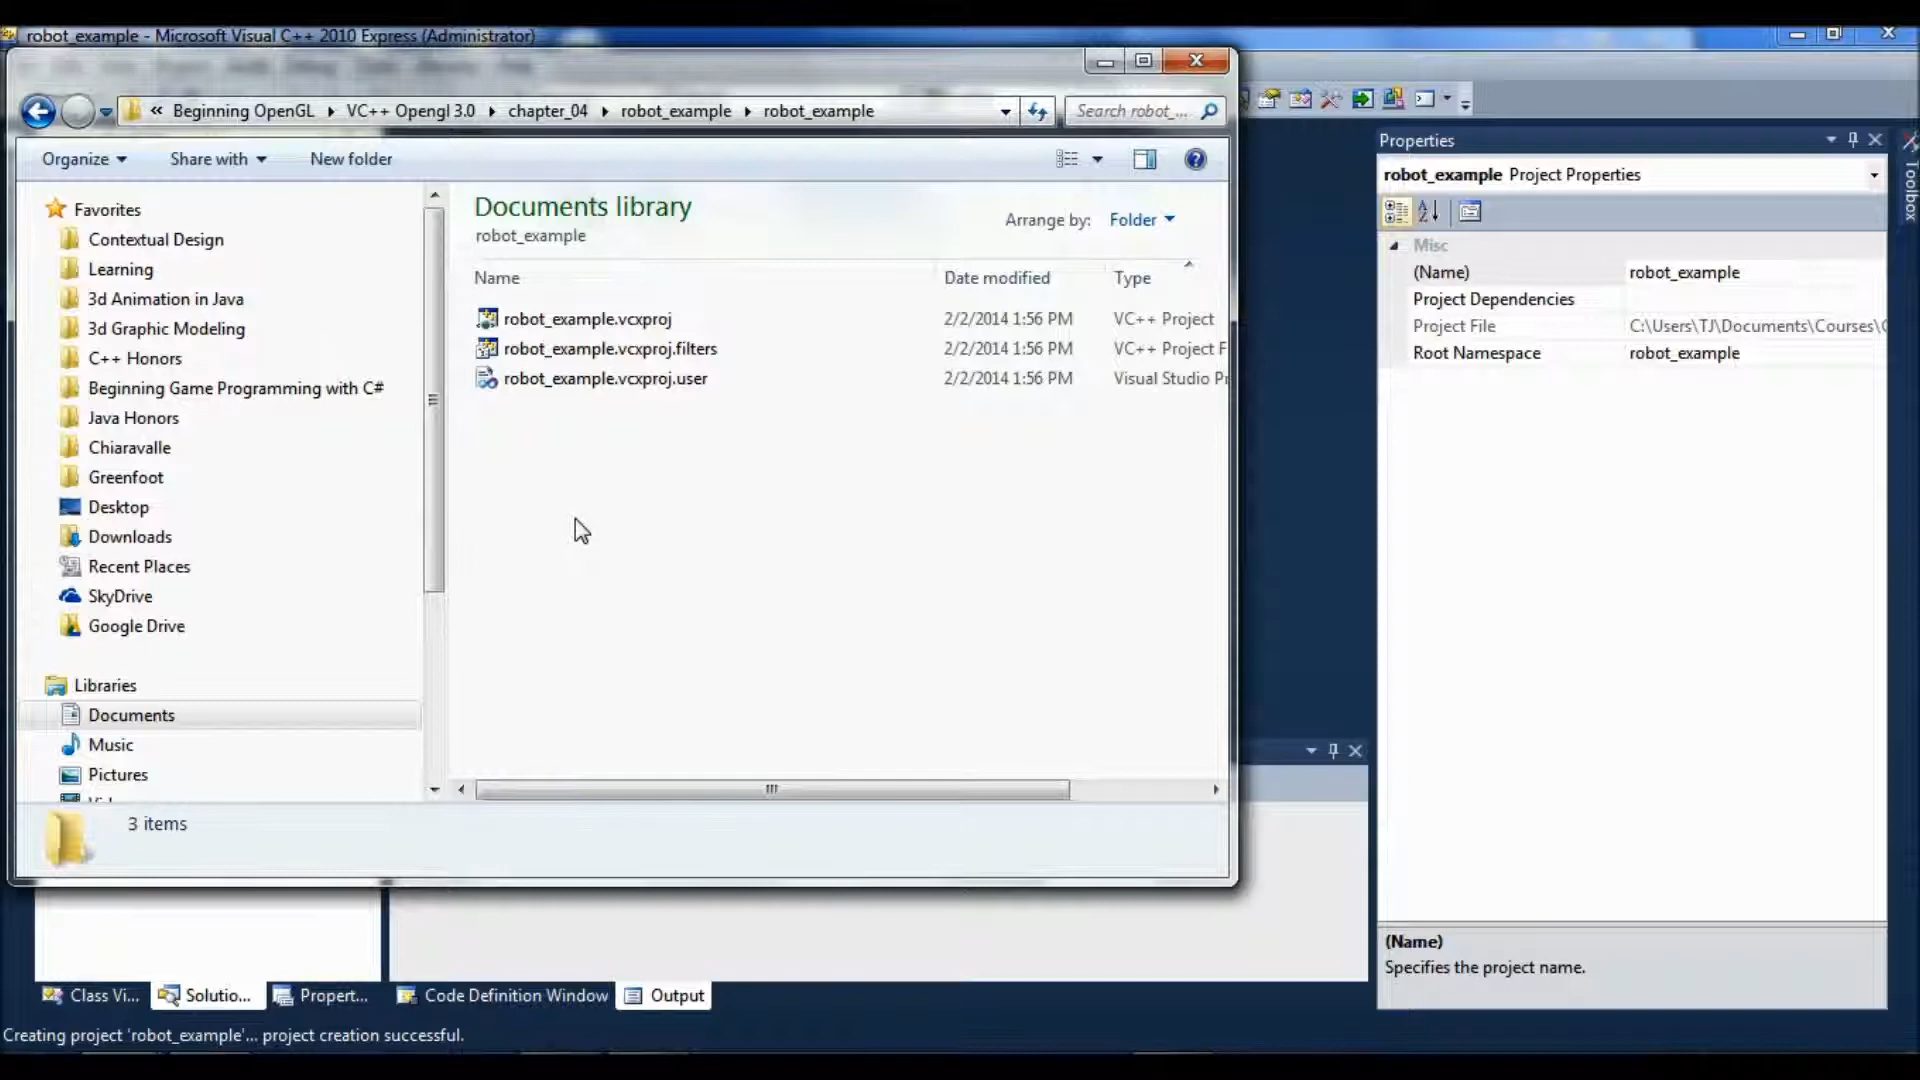 robot_example - Microsoft Visual C++ 2010 Express (Administrator)
« Beginning OpenGL VC++ Opengl 3.0 chapter_04 robot_example robot_example
Search robot_...
Organize Share with New folder
Favorites
Contextual Design
Learning
3d Animation in Java
3d Graphic Modeling
C++ Honors
Beginning Game Programming with C#
Java Honors
Chiaravalle
Greenfoot
Desktop
Downloads
Recent Places
SkyDrive
Google Drive
Libraries
Documents
Music
Pictures
Documents library
robot_example
Arrange by: Folder
Name Date modified Type
robot_example.vcxproj 2/2/2014 1:56 PM VC++ Project
robot_example.vcxproj.filters 2/2/2014 1:56 PM VC++ Project F
robot_example.vcxproj.user 2/2/2014 1:56 PM Visual Studio Pr
3 items
Properties
robot_example Project Properties
Misc
(Name) robot_example
Project Dependencies
Project File C:\Users\TJ\Documents\Courses\
Root Namespace robot_example
(Name)
Specifies the project name.
Toolbox
Class Vi... Solutio... Propert... Code Definition Window Output
Creating project 'robot_example'... project creation successful.